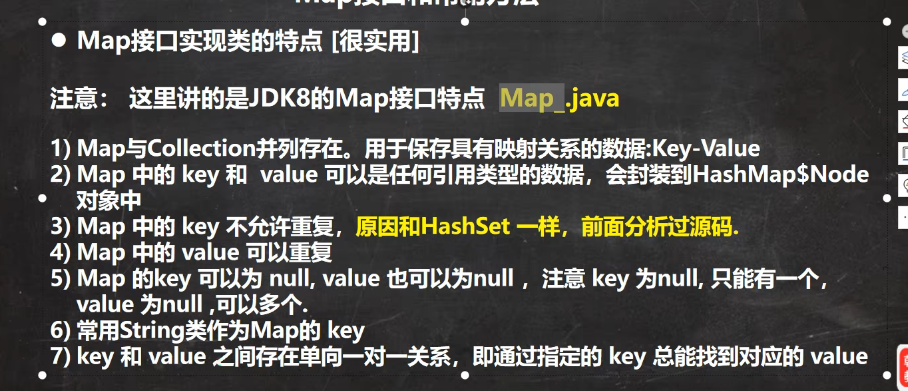 ● Map接口实现类的特点 [很实用]
注意： 这里讲的是JDK8的Map接口特点 Map_.java
1) Map与Collection并列存在。用于保存具有映射关系的数据:Key-Value
2) Map 中的 key 和 value 可以是任何引用类型的数据，会封装到HashMap$Node
对象中
3) Map 中的 key 不允许重复，原因和HashSet 一样，前面分析过源码.
4) Map 中的 value 可以重复
5) Map 的key 可以为 null, value 也可以为null ，注意 key 为null, 只能有一个，
value 为null ,可以多个.
6) 常用String类作为Map的 key
7) key 和 value 之间存在单向一对一关系，即通过指定的 key 总能找到对应的 value